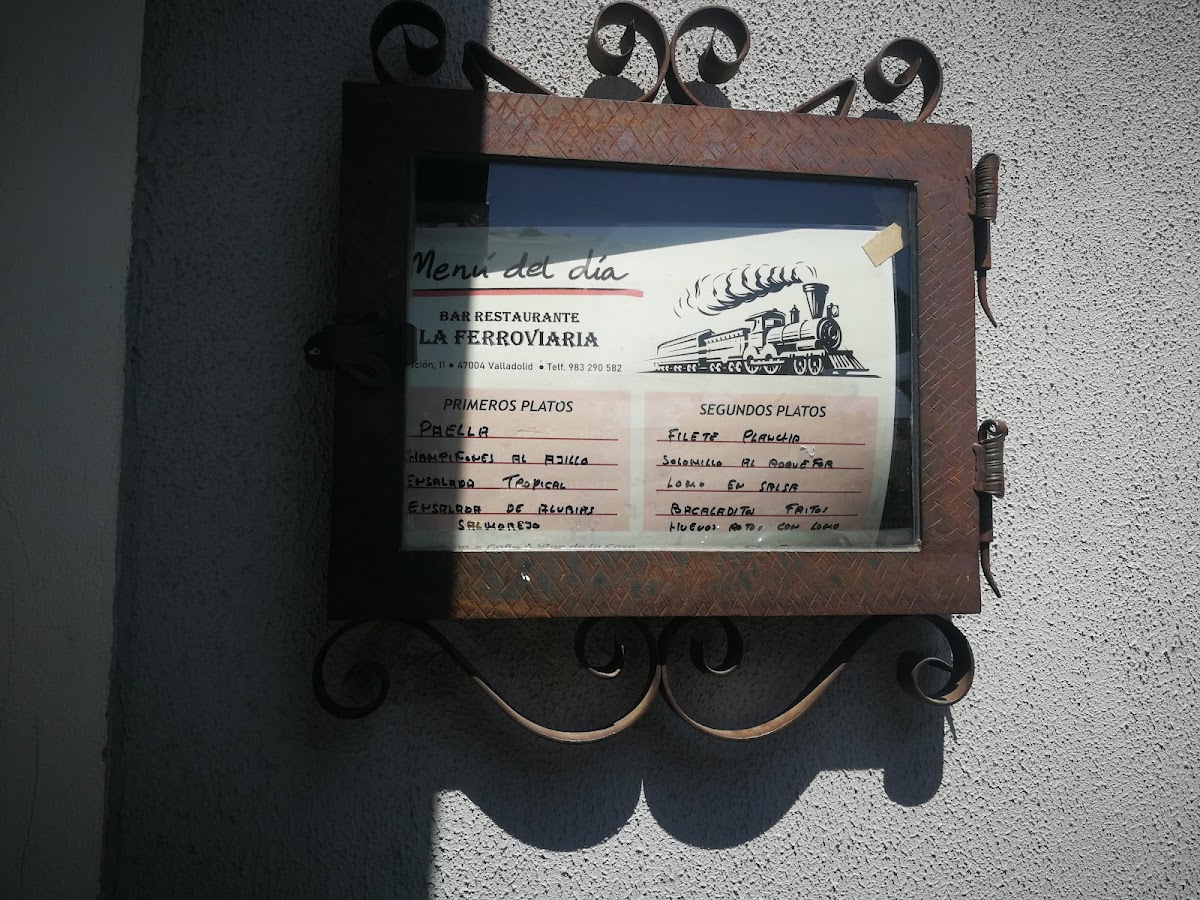 Menú del día
BAR RESTAURANTE
LA FERROVIARIA
ción, 11 • 47004 Valladolid • Telf. 983 290 582
PRIMEROS PLATOS
PAELLA
CHAMPIÑONES AL AJILLO
ENSALADA TROPICAL
ENSALADA DE ALUBIAS
SALMOREJO
SEGUNDOS PLATOS
FILETE PLANCHA
SOLOMILLO AL ROQUEFOR
LOMO EN SALSA
BACALADITOS FRITOS
HUEVOS ROTOS CON LOMO